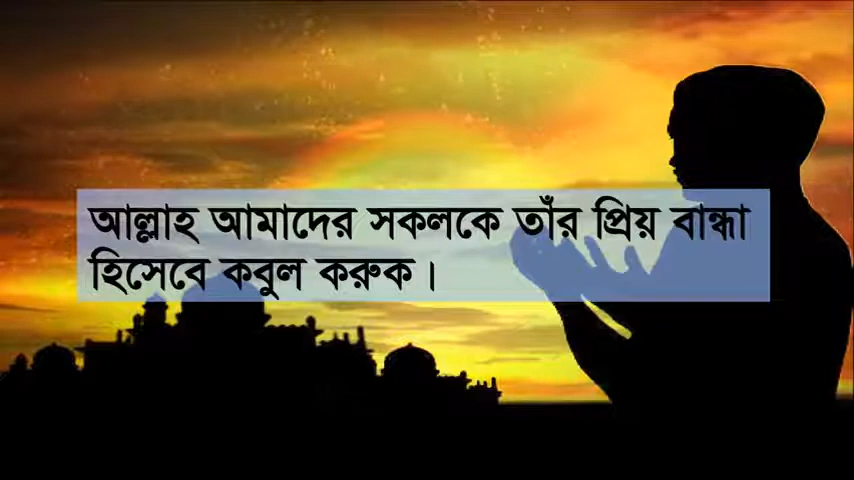 আল্লাহ আমাদের সকলকে তাঁর প্রিয় বান্ধা
হিসেবে কবুল করুক।